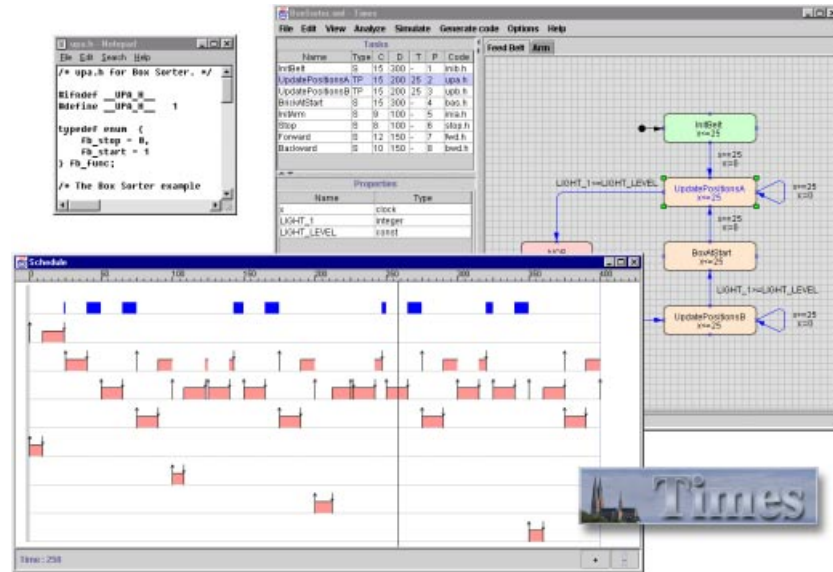 upa.h - Notepad
File Edit Search Help
/* upa.h for Box Sorter. */
#ifndef __UPA_H__
#define __UPA_H__ 1
typedef enum {
fb_stop = 0,
fb_start = 1
} fb_func;
/* The Box Sorter example
Times
File Edit View Analyze Simulate Generate code Options Help
Tasks
Name Type C D T P Code
InitBelt S 15 300 - 1 inib.h
UpdatePositionsA TP 15 200 25 2 upa.h
UpdatePositionsB TP 15 200 25 3 upb.h
BrickAtStart S 15 300 - 4 bas.h
InitArm S 9 100 - 5 inia.h
Stop S 8 100 - 6 stop.h
Forward S 12 150 - 7 fwd.h
Backward S 10 150 - 8 bwd.h
Properties
Name Type
x clock
LIGHT_1 integer
LIGHT_LEVEL const
Feed Belt Arm
InitBelt
x<=25
x==25
x=0
LIGHT_1>=LIGHT_LEVEL
UpdatePositionsA
x<=25
x==25
x=0
x==25
x=0
BoxAtStart
x<=25
LIGHT_1>=LIGHT_LEVEL
UpdatePositionsB
x<=25
x==25
x=0
Schedule
0 100 200 300 400
Time : 258
Times